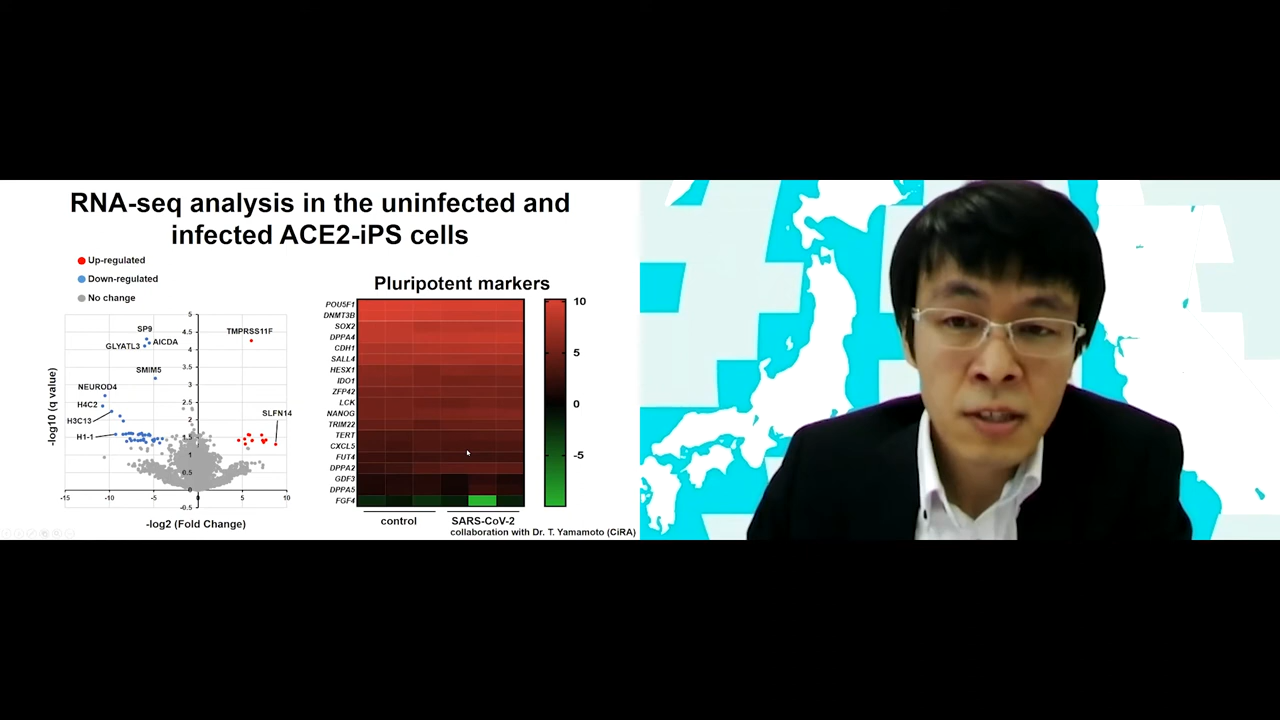 RNA-seq analysis in the uninfected and
infected ACE2-iPS cells
Up-regulated
Down-regulated
No change
-log10 (q value)
5
4.5
4
3.5
3
2.5
2
1.5
1
0.5
0
-0.5
-15
-10
-5
0
5
10
SP9
AICDA
GLYATL3
SMIM5
NEUROD4
H4C2
H3C13
H1-1
TMPRSS11F
SLFN14
-log2 (Fold Change)
Pluripotent markers
POU5F1
DNMT3B
SOX2
DPPA4
CDH1
SALL4
HESX1
IDO1
ZFP42
LCK
NANOG
TRIM22
TERT
CXCL5
FUT4
DPPA2
GDF3
DPPA5
FGF4
10
5
0
-5
control
SARS-CoV-2
collaboration with Dr. T. Yamamoto (CiRA)